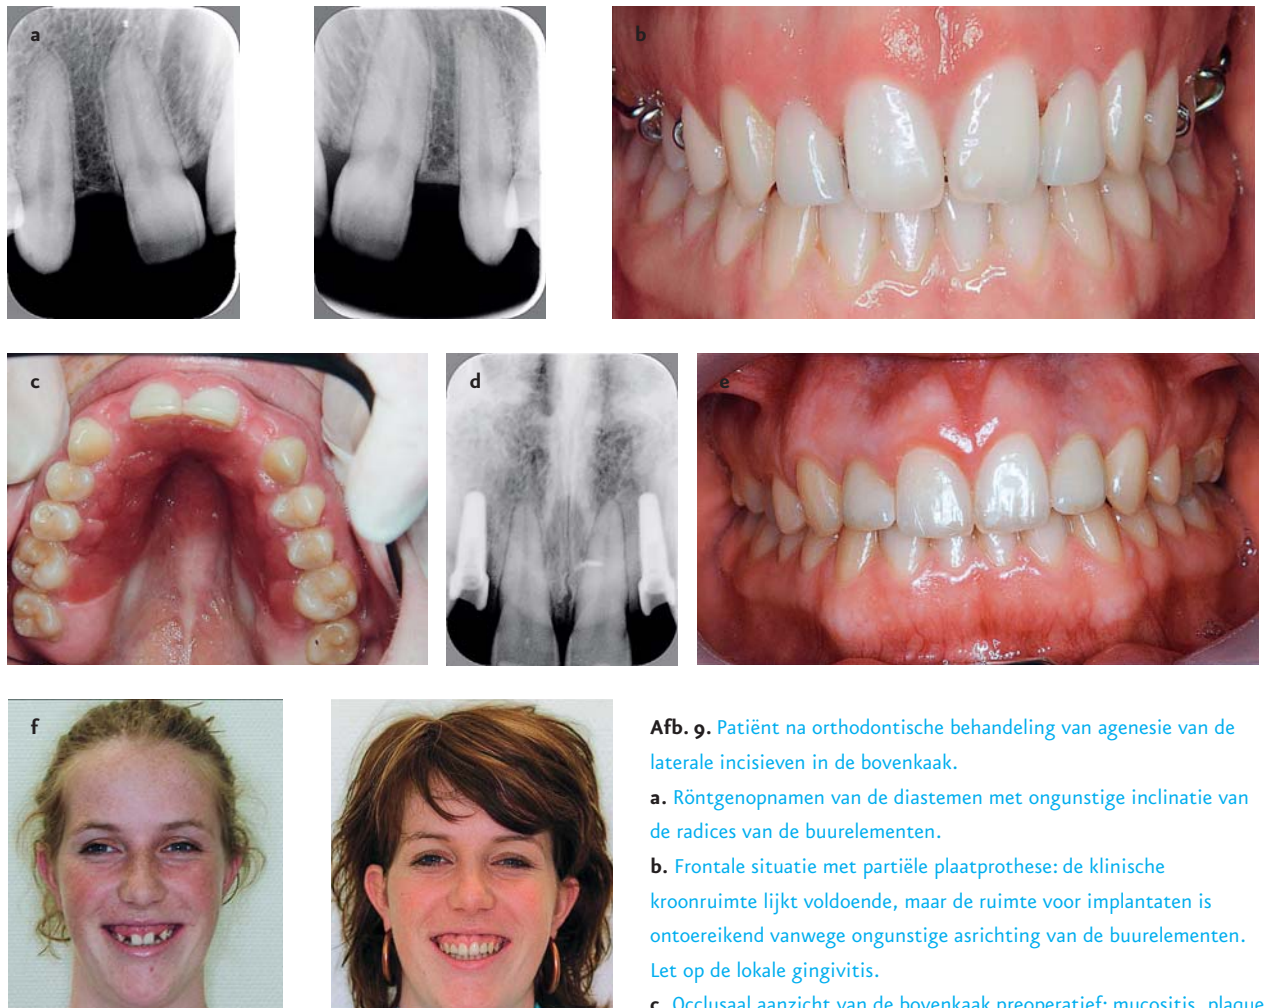 a
b
c
d
e
f
Afb. 9. Patiënt na orthodontische behandeling van agenesie van de
laterale incisieven in de bovenkaak.
a. Röntgenopnamen van de diastemen met ongunstige inclinatie van
de radices van de buurelementen.
b. Frontale situatie met partiële plaatprothese: de klinische
kroonruimte lijkt voldoende, maar de ruimte voor implantaten is
ontoereikend vanwege ongunstige asrichting van de buurelementen.
Let op de lokale gingivitis.
c. Occlusaal aanzicht van de bovenkaak preoperatief: mucositis, plaque